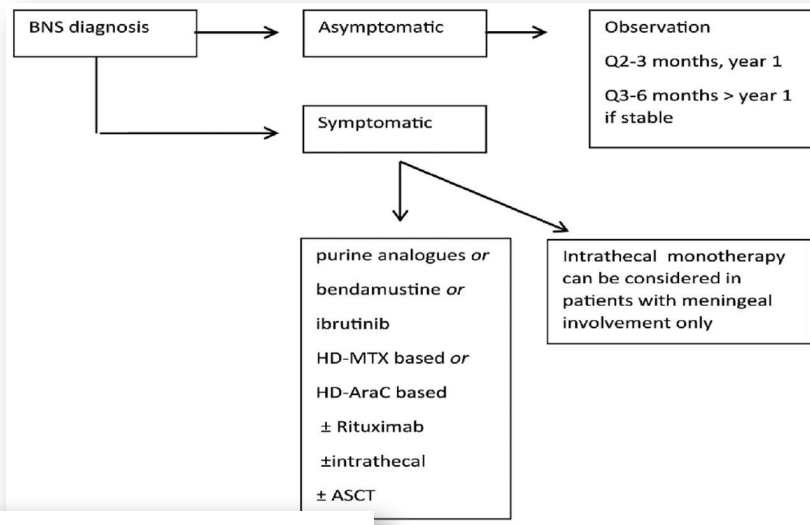 BNS diagnosis
Asymptomatic
Observation
Q2-3 months, year 1
Q3-6 months > year 1
if stable
Symptomatic
purine analogues or
bendamustine or
ibrutinib
HD-MTX based or
HD-AraC based
± Rituximab
±intrathecal
± ASCT
Intrathecal monotherapy
can be considered in
patients with meningeal
involvement only